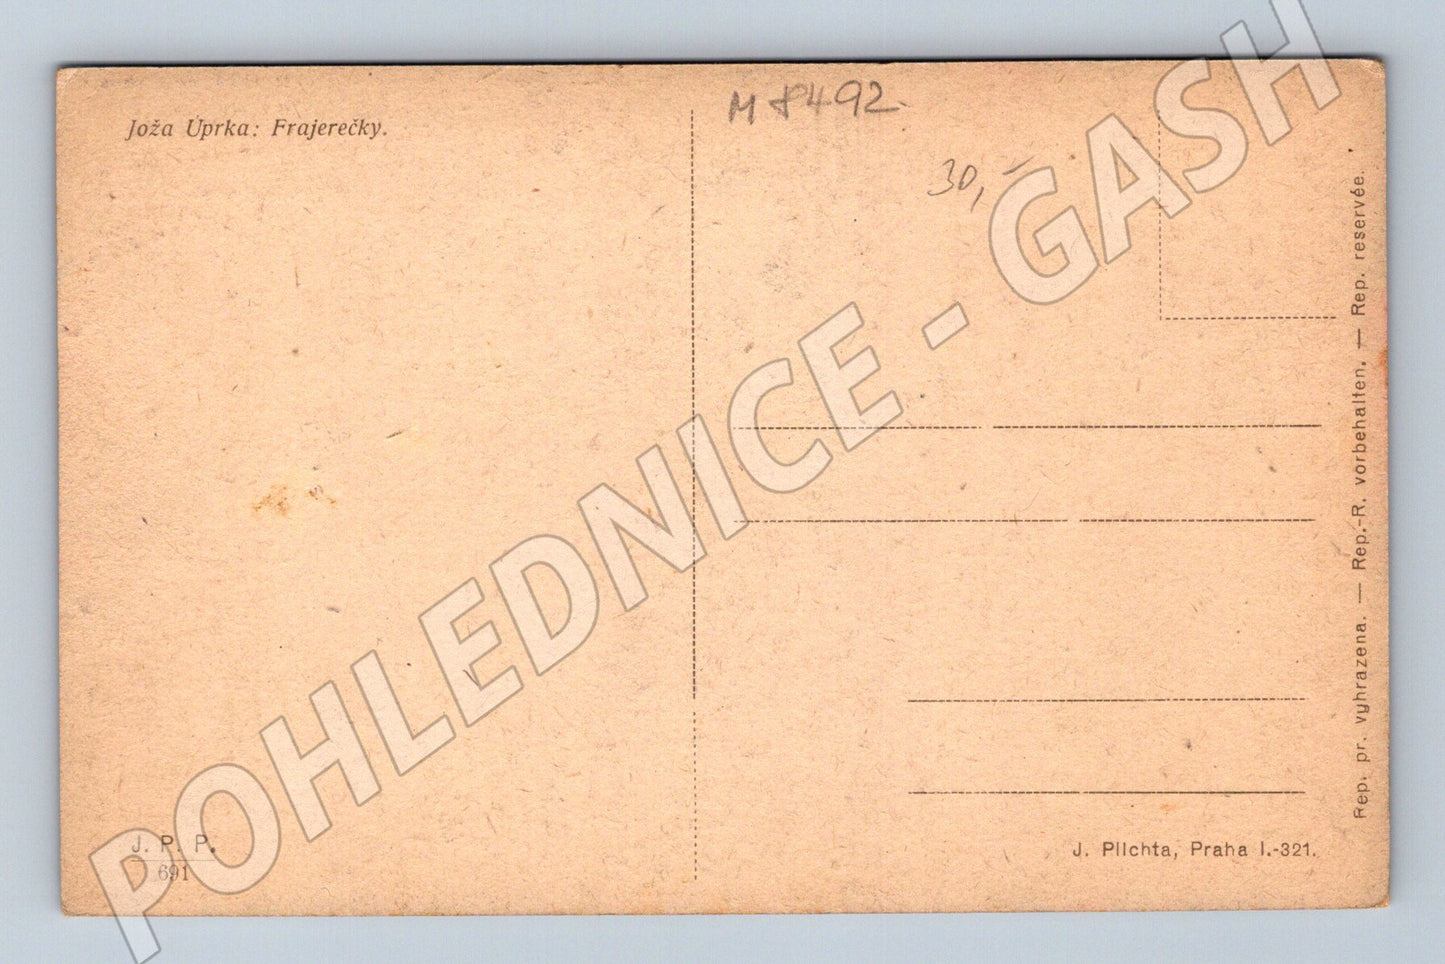 Joža Úprka: Frajerečky.
M 8492.
30,-
Rep. pr. vyhrazena. — Rep.-R. vorbehalten. — Rep. reservée.
J. P. P.
691
J. Plichta, Praha I.-321.
POHLEDNICE - GASH